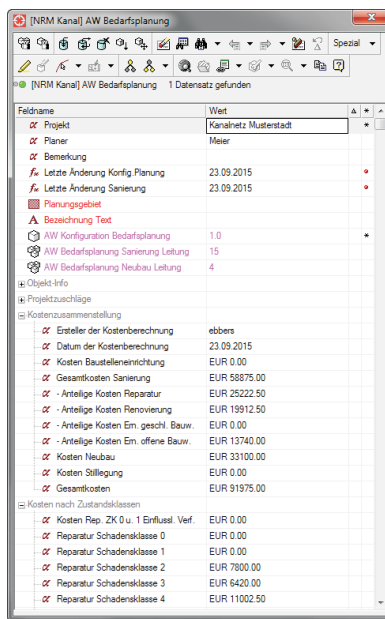 [NRM Kanal] AW Bedarfsplanung
Spezial
[NRM Kanal] AW Bedarfsplanung 1 Datensatz gefunden
Feldname Wert Δ * 
α Projekt Kanalnetz Musterstadt *
α Planer Meier
α Bemerkung
fx Letzte Änderung Konfig.Planung 23.09.2015
fx Letzte Änderung Sanierung 23.09.2015
Planungsgebiet
A Bezeichnung Text
AW Konfiguration Bedarfsplanung 1.0 *
AW Bedarfsplanung Sanierung Leitung 15
AW Bedarfsplanung Neubau Leitung 4
Objekt-Info
Projektzuschläge
Kostenzusammenstellung
α Ersteller der Kostenberechnung ebbers
α Datum der Kostenberechnung 23.09.2015
α Kosten Baustelleneinrichtung EUR 0.00
α Gesamtkosten Sanierung EUR 58875.00
α - Anteilige Kosten Reparatur EUR 25222.50
α - Anteilige Kosten Renovierung EUR 19912.50
α - Anteilige Kosten Ern. geschl. Bauw. EUR 0.00
α - Anteilige Kosten Ern. offene Bauw. EUR 13740.00
α Kosten Neubau EUR 33100.00
α Kosten Stilllegung EUR 0.00
α Gesamtkosten EUR 91975.00
Kosten nach Zustandsklassen
α Kosten Rep. ZK 0 u. 1 Einflussl. Verf. EUR 0.00
α Reparatur Schadensklasse 0 EUR 0.00
α Reparatur Schadensklasse 1 EUR 0.00
α Reparatur Schadensklasse 2 EUR 7800.00
α Reparatur Schadensklasse 3 EUR 6420.00
α Reparatur Schadensklasse 4 EUR 11002.50